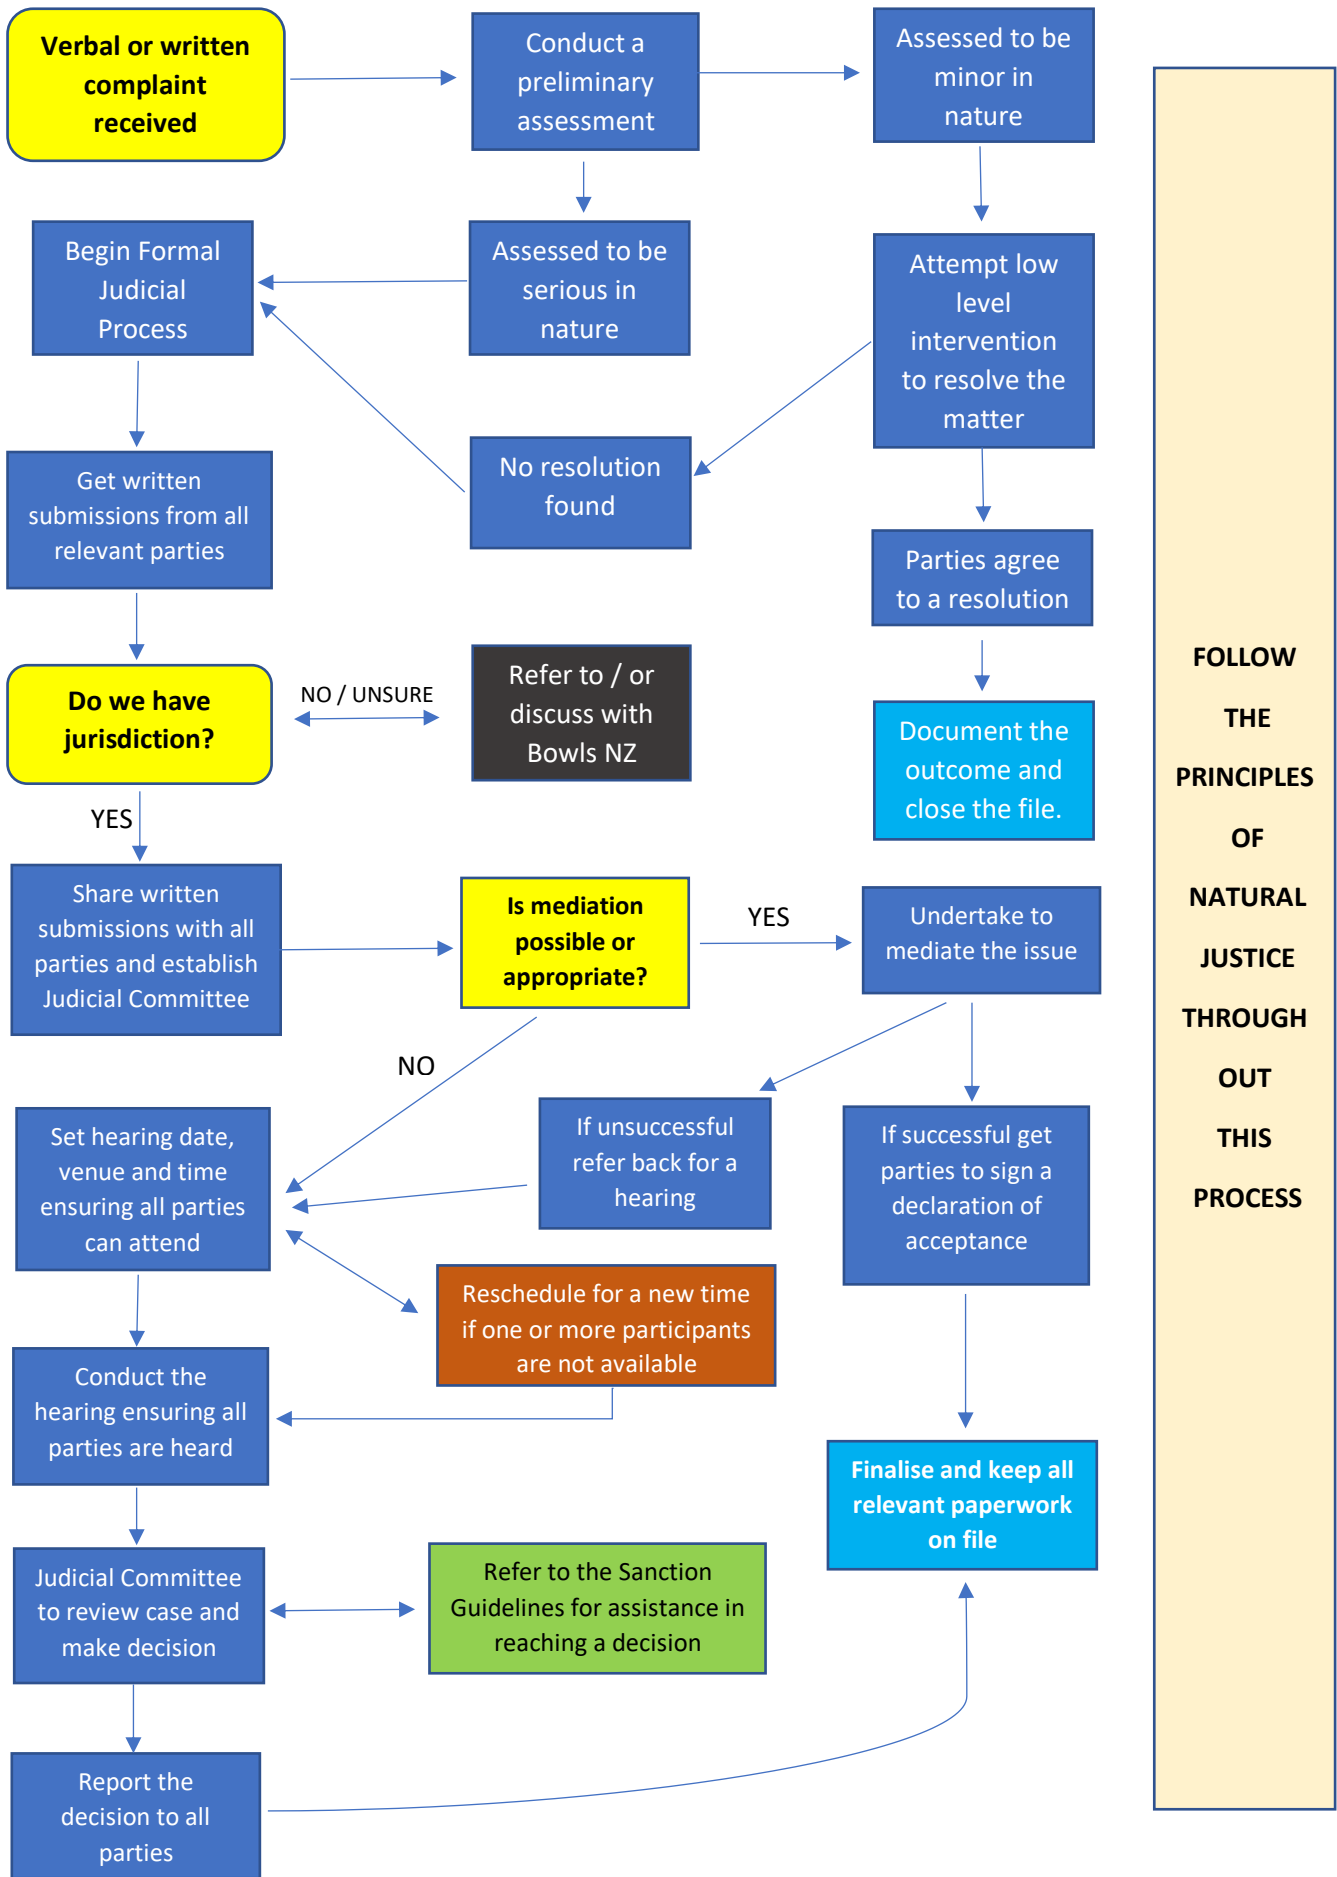 Verbal or written
complaint
received
Conduct a
preliminary
assessment
Assessed to be
minor in
nature
Begin Formal
Judicial
Process
Assessed to be
serious in
nature
Attempt low
level
intervention
to resolve the
matter
Get written
submissions from all
relevant parties
No resolution
found
Parties agree
to a resolution
Do we have
jurisdiction?
NO / UNSURE
Refer to / or
discuss with
Bowls NZ
Document the
outcome and
close the file.
YES
Share written
submissions with all
parties and establish
Judicial Committee
Is mediation
possible or
appropriate?
YES
Undertake to
mediate the issue
NO
Set hearing date,
venue and time
ensuring all parties
can attend
If unsuccessful
refer back for a
hearing
If successful get
parties to sign a
declaration of
acceptance
Reschedule for a new time
if one or more participants
are not available
Conduct the
hearing ensuring all
parties are heard
Finalise and keep all
relevant paperwork
on file
Judicial Committee
to review case and
make decision
Refer to the Sanction
Guidelines for assistance in
reaching a decision
Report the
decision to all
parties
FOLLOW
THE
PRINCIPLES
OF
NATURAL
JUSTICE
THROUGH
OUT
THIS
PROCESS